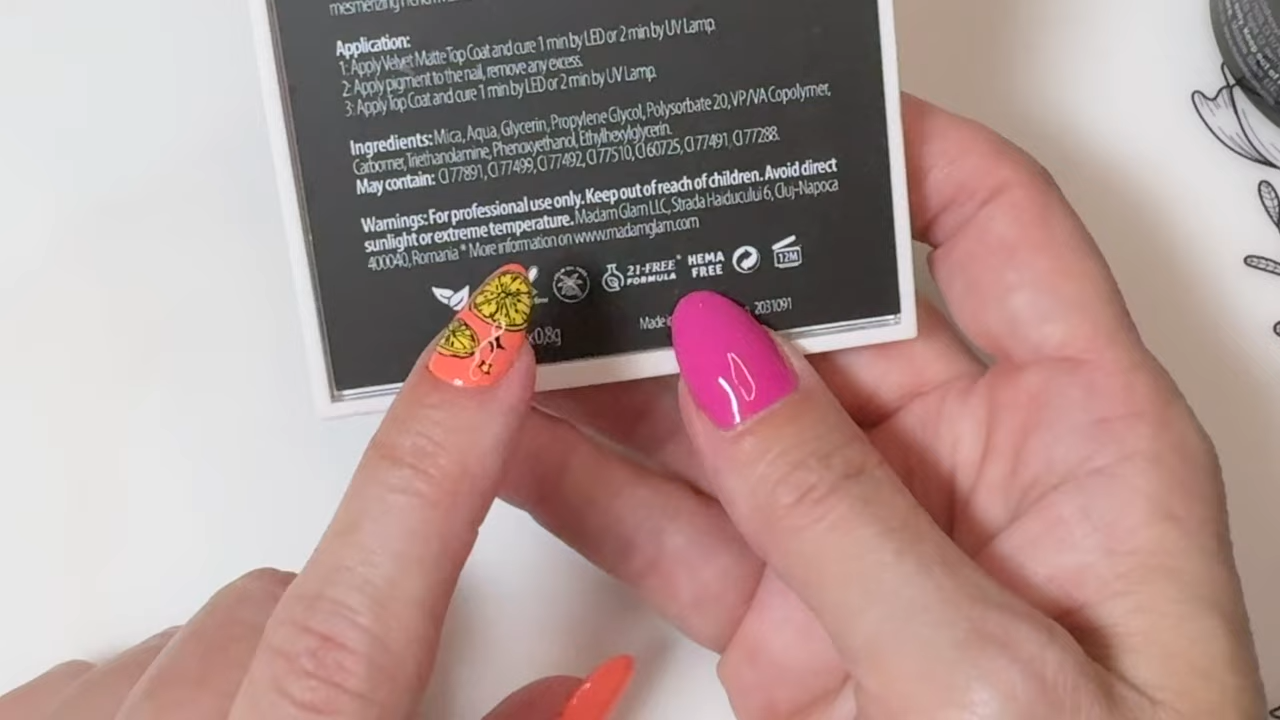 mesmerizing
Application:
1: Apply Velvet Matte Top Coat and cure 1 min by LED or 2 min by UV Lamp.
2: Apply pigment to the nail, remove any excess.
3: Apply Top Coat and cure 1 min by LED or 2 min by UV Lamp.
Ingredients: Mica, Aqua, Glycerin, Propylene Glycol, Polysorbate 20, VP/VA Copolymer,
Carbomer, Triethanolamine, Phenoxyethanol, Ethylhexylglycerin.
May contain: CI 77891, CI 77499, CI 77492, CI 77510, CI 60725, CI 77491, CI 77288.
Warnings: For professional use only. Keep out of reach of children. Avoid direct
sunlight or extreme temperature. Madam Glam LLC, Strada Haiducului 6, Cluj-Napoca
400040, Romania * More information on www.madamglam.com
21-FREE* FORMULA HEMA FREE 12M
x0,8g Made 2031091